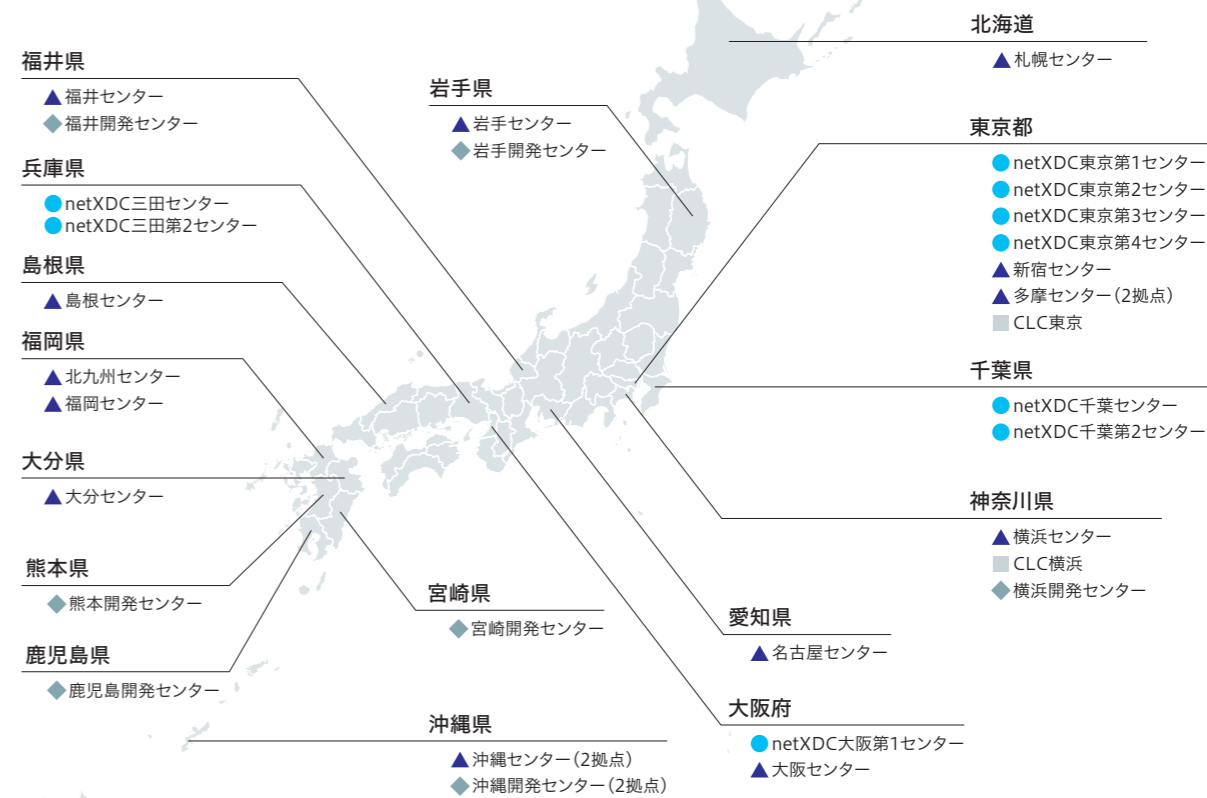 福井県
▲福井センター
◆福井開発センター
兵庫県
●netXDC三田センター
●netXDC三田第2センター
島根県
▲島根センター
福岡県
▲北九州センター
▲福岡センター
大分県
▲大分センター
熊本県
◆熊本開発センター
鹿児島県
◆鹿児島開発センター
岩手県
▲岩手センター
◆岩手開発センター
宮崎県
◆宮崎開発センター
沖縄県
▲沖縄センター(2拠点)
◆沖縄開発センター(2拠点)
北海道
▲札幌センター
東京都
●netXDC東京第1センター
●netXDC東京第2センター
●netXDC東京第3センター
●netXDC東京第4センター
▲新宿センター
▲多摩センター(2拠点)
■CLC東京
千葉県
●netXDC千葉センター
●netXDC千葉第2センター
神奈川県
▲横浜センター
■CLC横浜
◆横浜開発センター
愛知県
▲名古屋センター
大阪府
●netXDC大阪第1センター
▲大阪センター